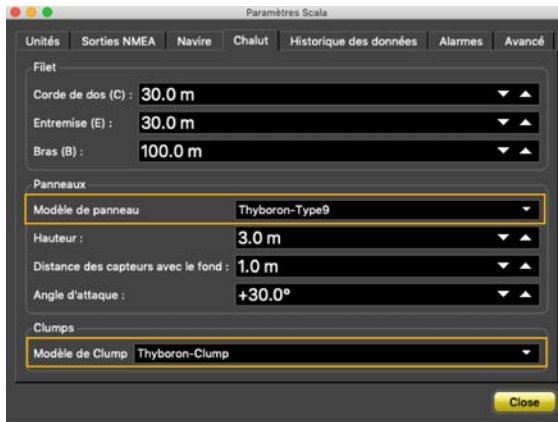 Paramètres Scala
Unités Sorties NMEA Navire Chalut Historique des données Alarmes Avancé
Filet
Corde de dos (C) : 30.0 m
Entremise (E) : 30.0 m
Bras (B) : 100.0 m
Panneaux
Modèle de panneau Thyboron-Type9
Hauteur : 3.0 m
Distance des capteurs avec le fond : 1.0 m
Angle d'attaque : +30.0°
Clumps
Modèle de Clump Thyboron-Clump
Close